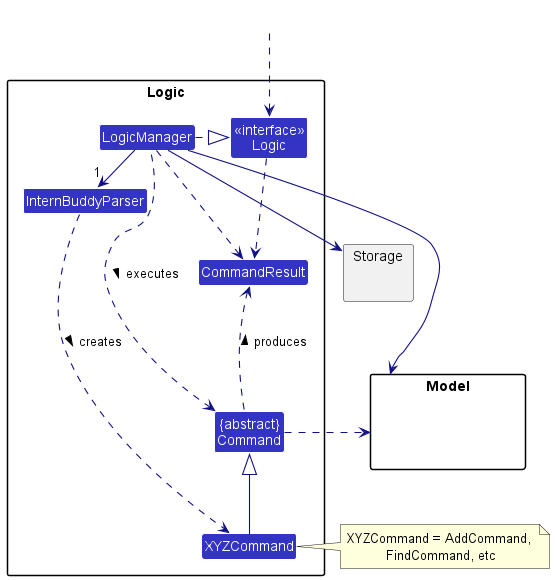 Logic
LogicManager
«interface»
Logic
1
InternBuddyParser
CommandResult
Storage
executes
creates
produces
Model
{abstract}
Command
XYZCommand
XYZCommand = AddCommand,
FindCommand, etc